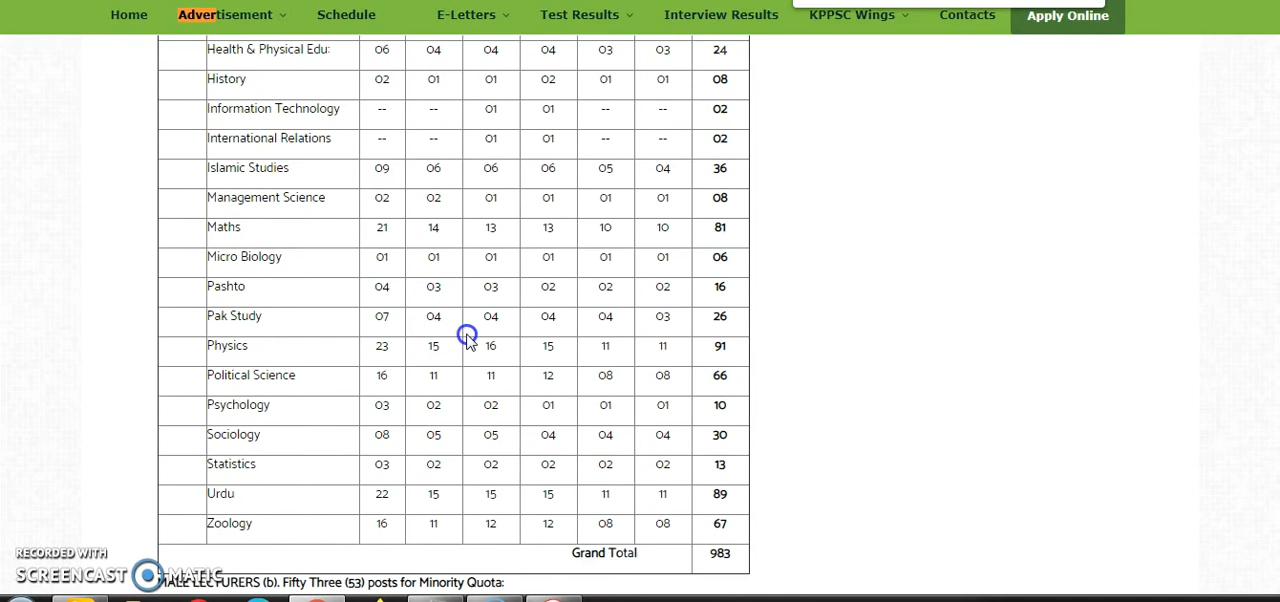 Home Advertisement Schedule E-Letters Test Results Interview Results KPPSC Wings Contacts Apply Online
Health & Physical Edu: 06 04 04 04 03 03 24
History 02 01 01 02 01 01 08
Information Technology -- -- 01 01 -- -- 02
International Relations -- -- 01 01 -- -- 02
Islamic Studies 09 06 06 06 05 04 36
Management Science 02 02 01 01 01 01 08
Maths 21 14 13 13 10 10 81
Micro Biology 01 01 01 01 01 01 06
Pashto 04 03 03 02 02 02 16
Pak Study 07 04 04 04 04 03 26
Physics 23 15 16 15 11 11 91
Political Science 16 11 11 12 08 08 66
Psychology 03 02 02 01 01 01 10
Sociology 08 05 05 04 04 04 30
Statistics 03 02 02 02 02 02 13
Urdu 22 15 15 15 11 11 89
Zoology 16 11 12 12 08 08 67
Grand Total 983
RECORDED WITH
SCREENCAST MATIC
MALE LECTURERS (b). Fifty Three (53) posts for Minority Quota: